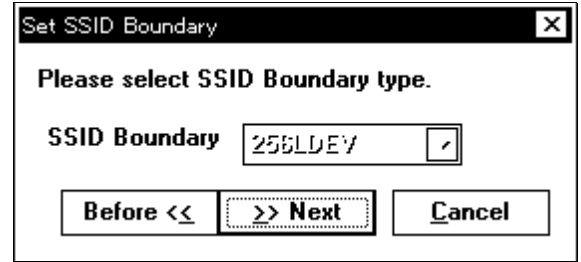 Set SSID Boundary
Please select SSID Boundary type.
SSID Boundary 256LDEV
Before << >> Next Cancel